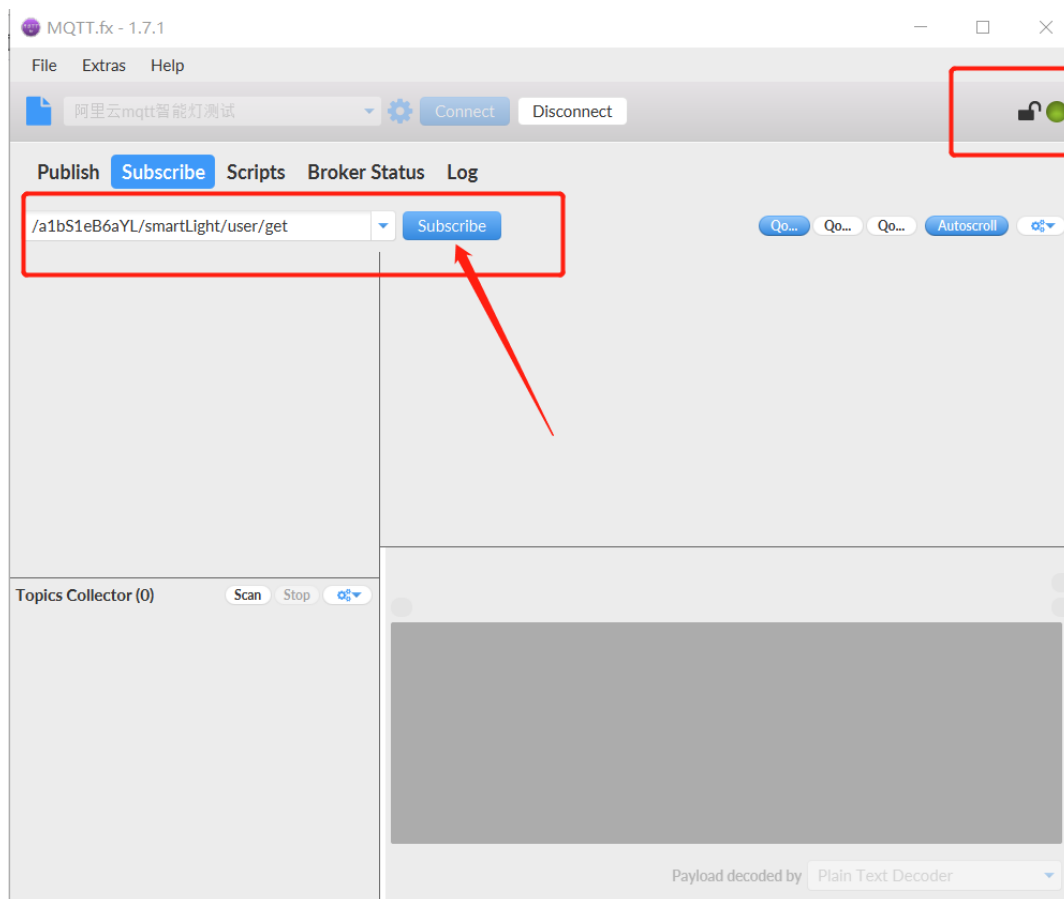 MQTT.fx - 1.7.1
File Extras Help
阿里云mqtt智能灯测试 Connect Disconnect
Publish Subscribe Scripts Broker Status Log
/a1bS1eB6aYL/smartLight/user/get Subscribe Qo... Qo... Qo... Autoscroll
Topics Collector (0) Scan Stop
Payload decoded by Plain Text Decoder